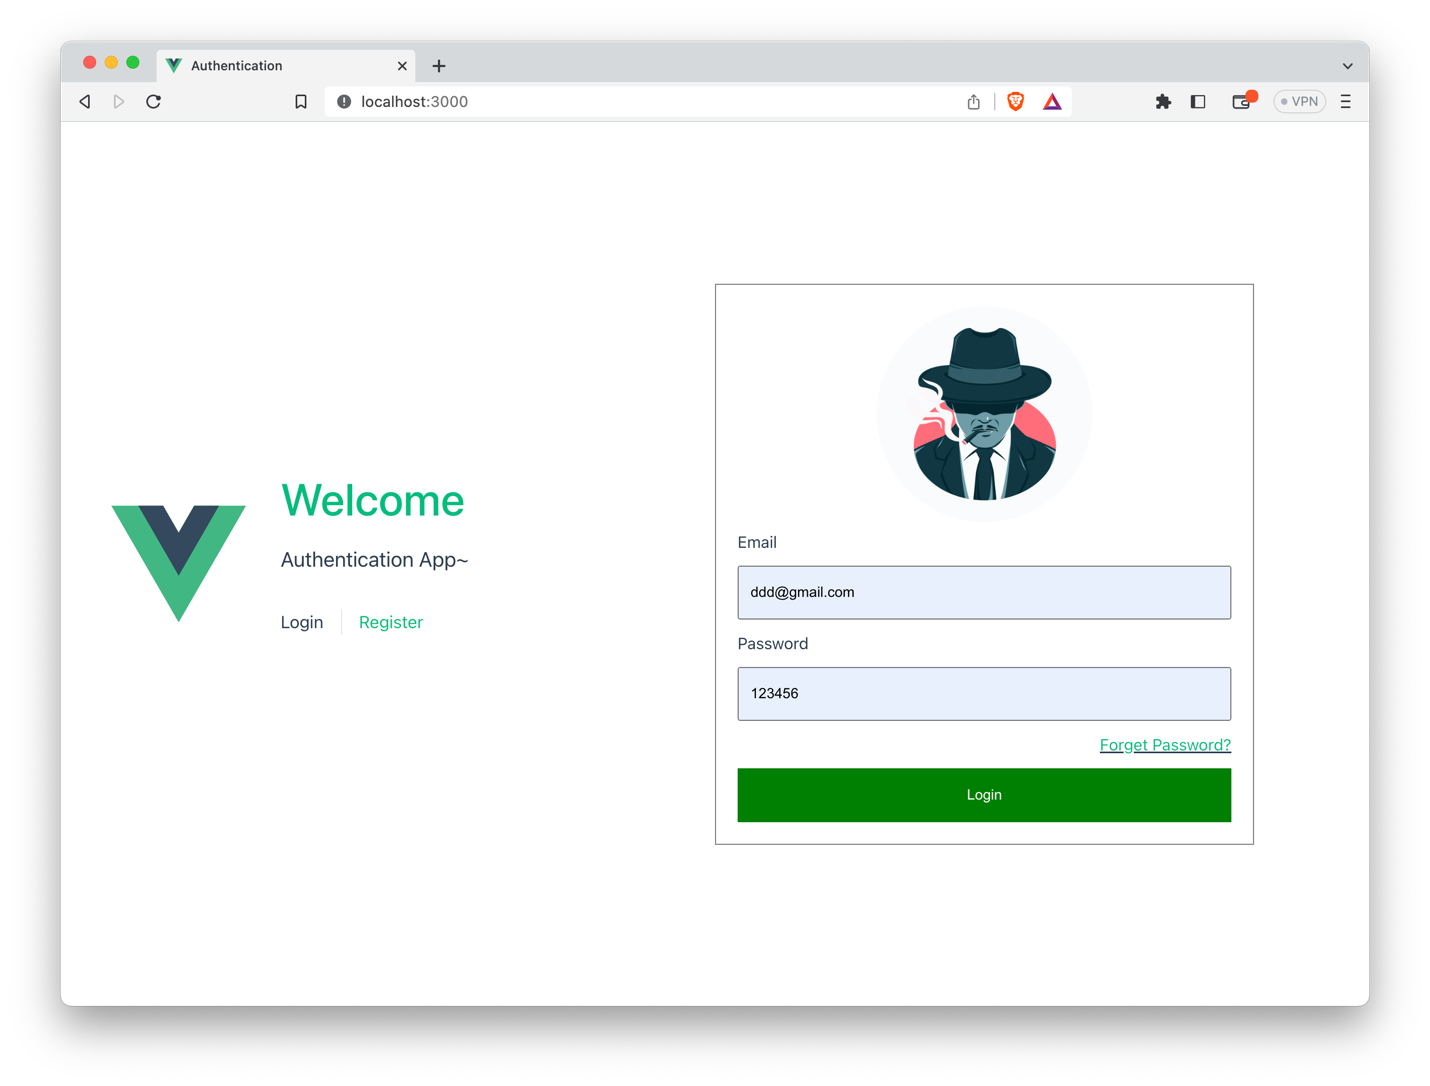 Authentication
localhost:3000
VPN
Welcome
Authentication App~
Login
Register
Email
ddd@gmail.com
Password
123456
Forget Password?
Login